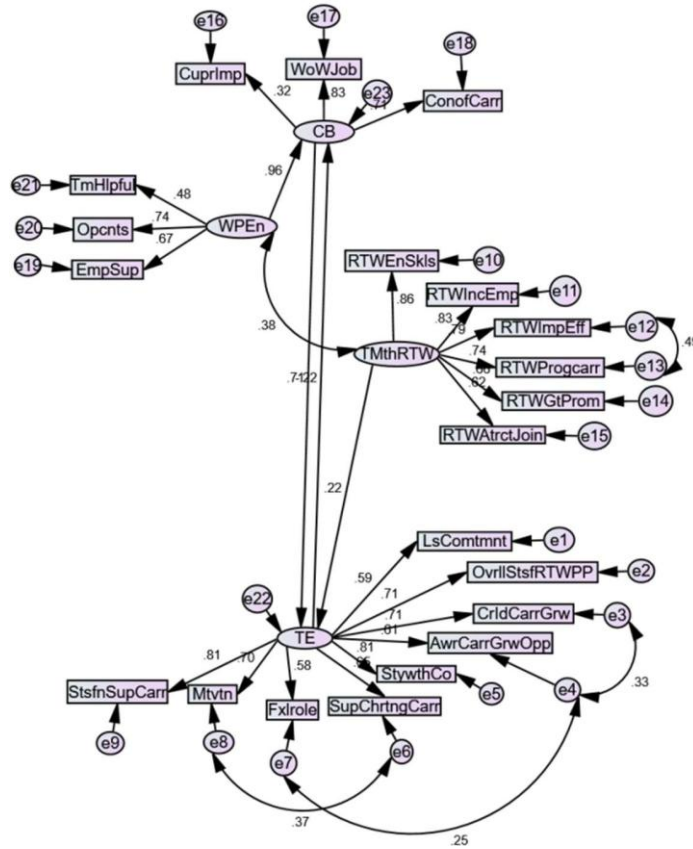 e16
e17
e18
CuprImp
WoWJob
ConofCarr
.32
.83
e23
.71
CB
.96
e21
TmHlpful
.48
e20
Opcnts
.74
WPEn
e19
EmpSup
.67
.38
RTWEnSkls
e10
RTWIncEmp
e11
.86
.83
.79
RTWImpEff
e12
.49
TMthRTW
.74
RTWProgcarr
e13
.62
RTWGtProm
e14
RTWAtrctJoin
e15
.22
LsComtmnt
e1
.59
OvrllStsfRTWPP
e2
.71
CrIdCarrGrw
e3
.71
e22
TE
AwrCarrGrwOpp
.81
.81
.70
.58
StywthCo
e5
e4
.33
StsfnSupCarr
Mtvtn
FxIrole
SupChrtngCarr
e9
e8
e7
e6
.37
.25